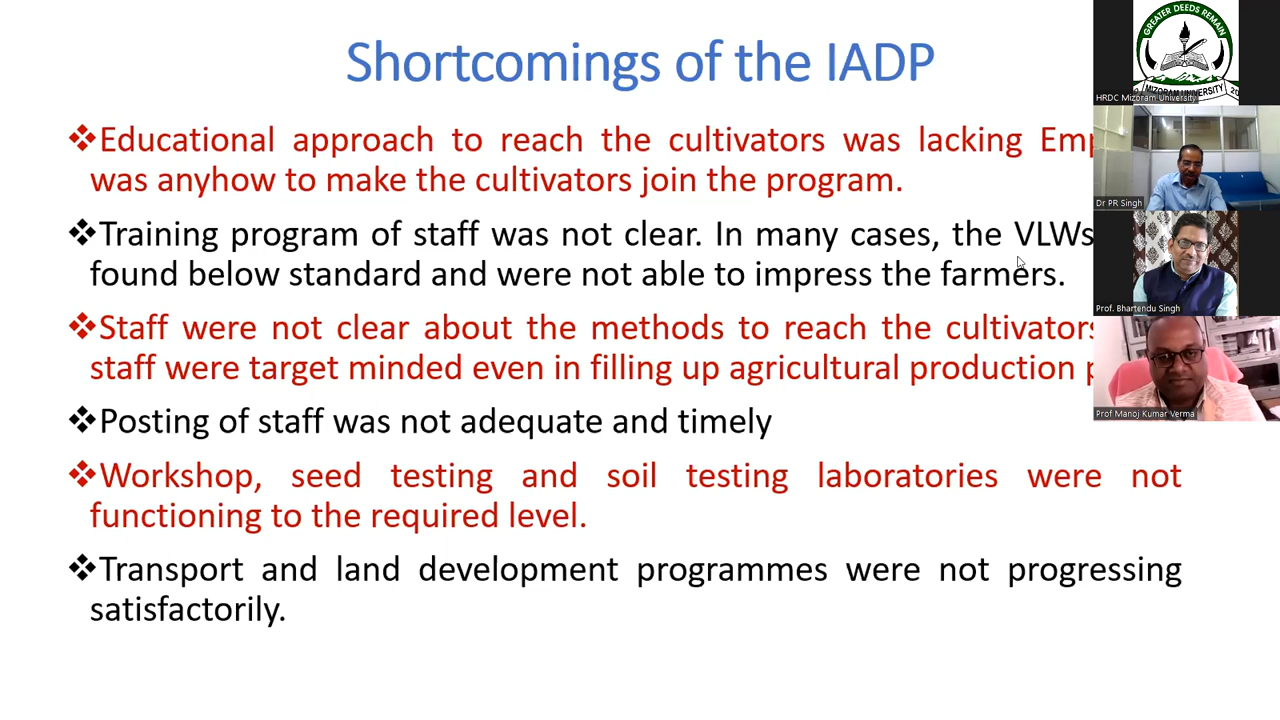 Shortcomings of the IADP
❖Educational approach to reach the cultivators was lacking
was anyhow to make the cultivators join the program.
❖Training program of staff was not clear. In many cases, the VLWs
found below standard and were not able to impress the farmers.
❖Staff were not clear about the methods to reach the cultivators
staff were target minded even in filling up agricultural production
❖Posting of staff was not adequate and timely
❖Workshop, seed testing and soil testing laboratories were not
functioning to the required level.
❖Transport and land development programmes were not progressing
satisfactorily.
GREATER DEEDS REMAIN
MIZORAM UNIVERSITY
HRDC Mizoram University
Dr PR Singh
Prof. Bhartendu Singh
Prof Manoj Kumar Verma